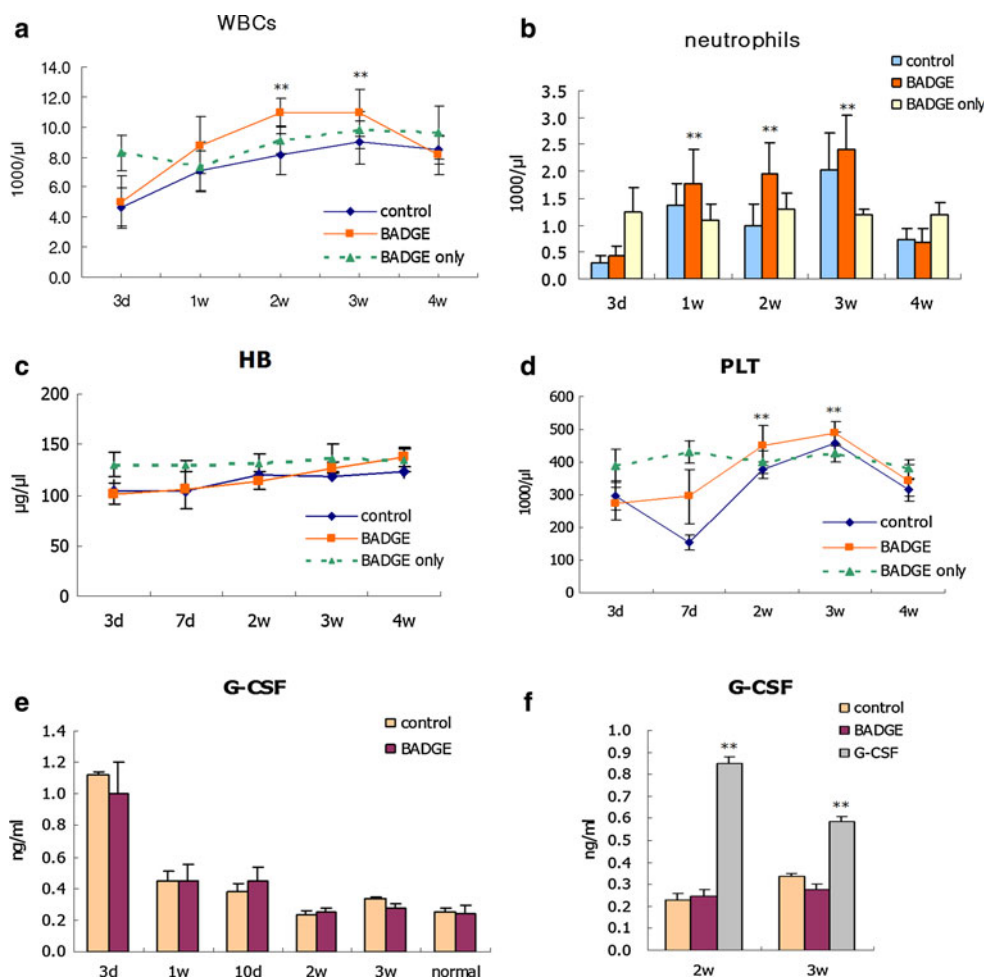 a
WBCs
1000/µl
14.0
12.0
10.0
8.0
6.0
4.0
2.0
0.0
** **
control
BADGE
BADGE only
3d 1w 2w 3w 4w
b
neutrophils
control
BADGE
BADGE only
1000/µl
3.5
3.0
2.5
2.0
1.5
1.0
0.5
0.0
** ** **
3d 1w 2w 3w 4w
c
HB
µg/µl
200
150
100
50
0
control
BADGE
BADGE only
3d 7d 2w 3w 4w
d
PLT
1000/µl
600
500
400
300
200
100
0
** **
control
BADGE
BADGE only
3d 7d 2w 3w 4w
e
G-CSF
control
BADGE
ng/ml
1.4
1.2
1.0
0.8
0.6
0.4
0.2
0.0
3d 1w 10d 2w 3w normal
f
G-CSF
control
BADGE
G-CSF
ng/ml
1.0
0.9
0.8
0.7
0.6
0.5
0.4
0.3
0.2
0.1
0.0
** **
2w 3w